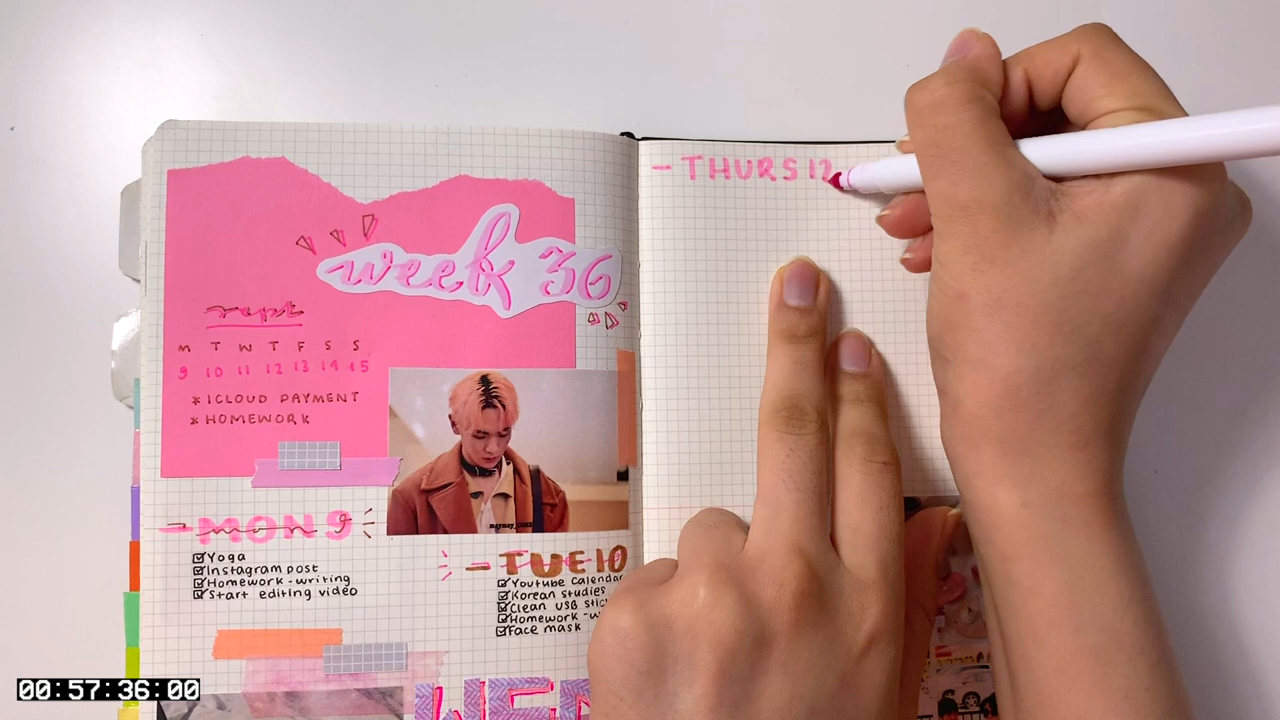 week 36
sept
M T W T F S S
9 10 11 12 13 14 15
* ICLOUD PAYMENT
* HOMEWORK
- MON 9
Yoga
Instagram post
Homework - writing
Start editing video
- TUE 10
Youtube Calendar
Korean studies
Clean USB
Homework -
Face mask
WED
- THURS 12
00:57:36:00